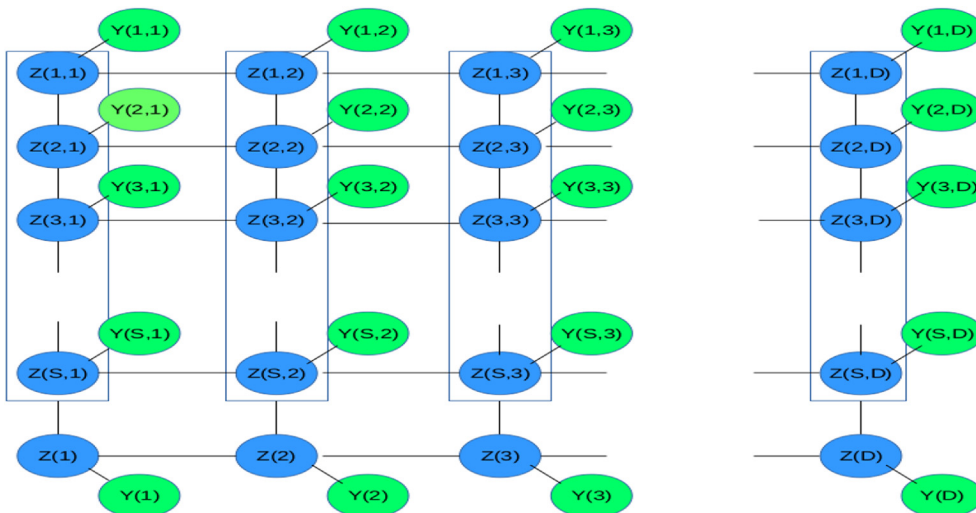 Y(1,1) Y(1,2) Y(1,3) Y(1,D)
Z(1,1) Z(1,2) Z(1,3) Z(1,D)
Y(2,1) Y(2,2) Y(2,3) Y(2,D)
Z(2,1) Z(2,2) Z(2,3) Z(2,D)
Y(3,1) Y(3,2) Y(3,3) Y(3,D)
Z(3,1) Z(3,2) Z(3,3) Z(3,D)
Y(S,1) Y(S,2) Y(S,3) Y(S,D)
Z(S,1) Z(S,2) Z(S,3) Z(S,D)
Z(1) Z(2) Z(3) Z(D)
Y(1) Y(2) Y(3) Y(D)